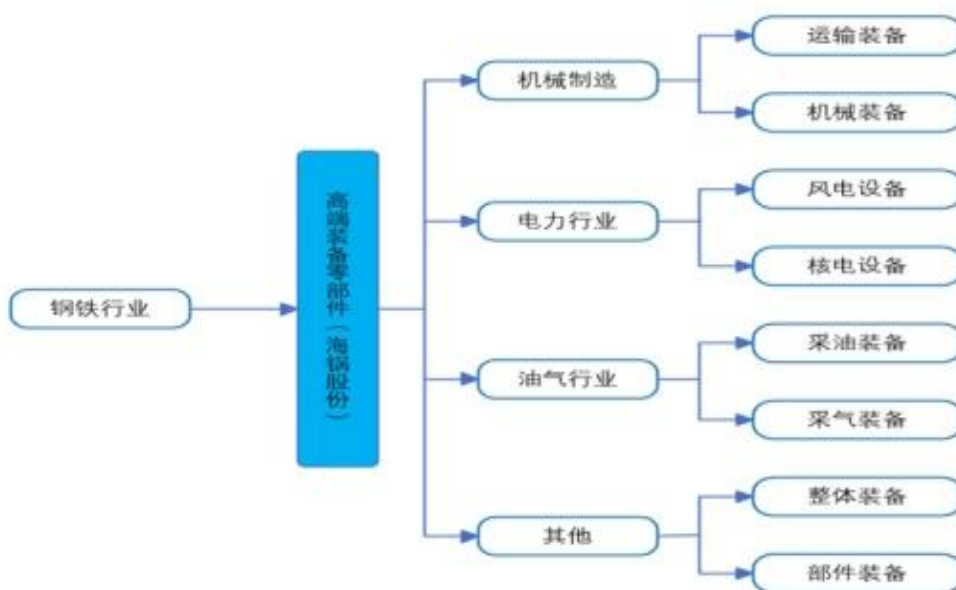 钢铁行业
高端装备零部件（海锅股份）
机械制造
运输装备
机械装备
电力行业
风电设备
核电设备
油气行业
采油装备
采气装备
其他
整体装备
部件装备